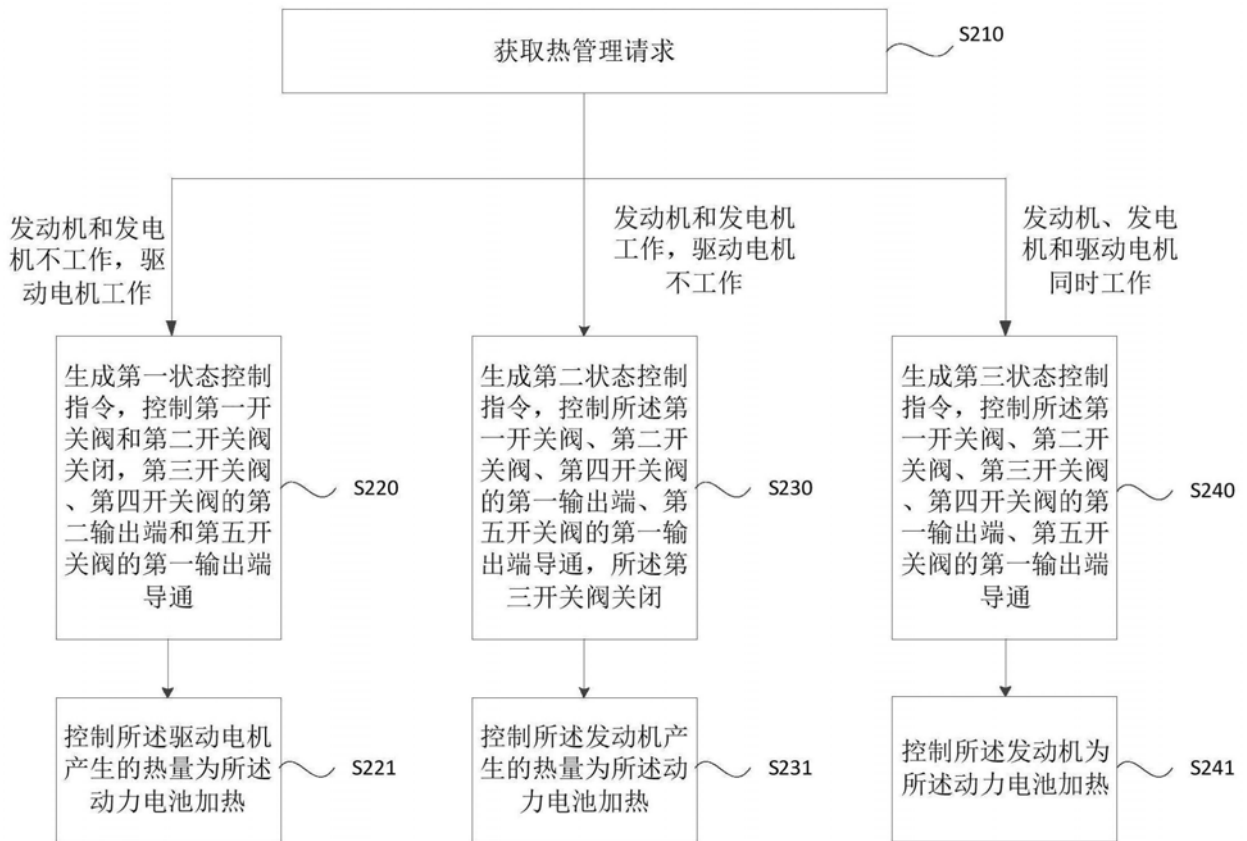 获取热管理请求
S210
发动机和发电
机不工作，驱
动电机工作
发动机和发电机
工作，驱动电机
不工作
发动机、发电
机和驱动电机
同时工作
生成第一状态控制
指令，控制第一开
关阀和第二开关阀
关闭，第三开关阀
、第四开关阀的第
二输出端和第五开
关阀的第一输出端
导通
S220
生成第二状态控制
指令，控制所述第
一开关阀、第二开
关阀、第四开关阀
的第一输出端、第
五开关阀的第一输
出端导通，所述第
三开关阀关闭
S230
生成第三状态控制
指令，控制所述第
一开关阀、第二开
关阀、第三开关阀
、第四开关阀的第
一输出端、第五开
关阀的第一输出端
导通
S240
控制所述驱动电机
产生的热量为所述
动力电池加热
S221
控制所述发动机产
生的热量为所述动
力电池加热
S231
控制所述发动机为
所述动力电池加热
S241